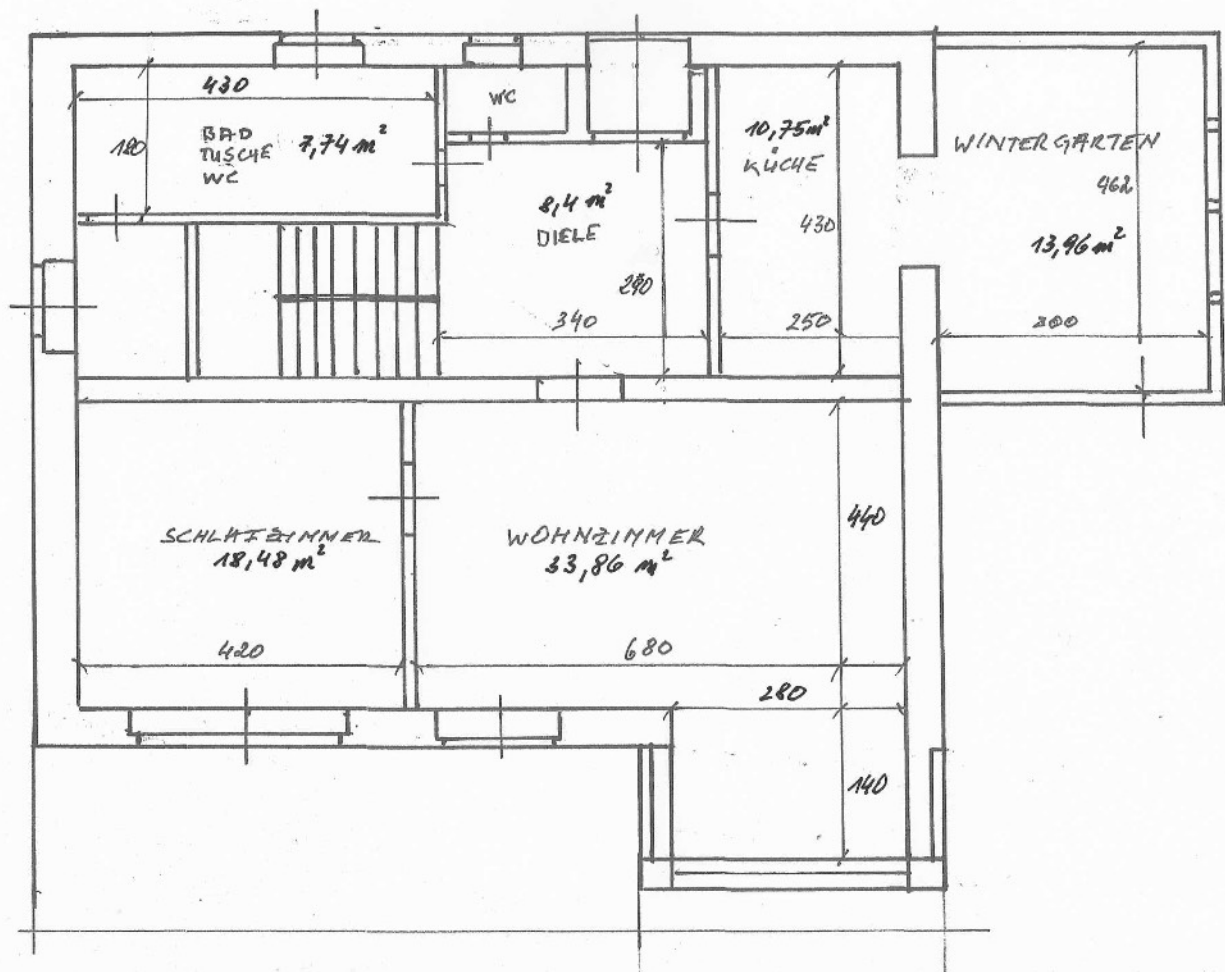 430
180
BAD
TUSCHE
WC
7,74 m²
WC
8,4 m²
DIELE
290
340
10,75 m²
KÜCHE
430
250
WINTERGARTEN
462
13,96 m²
300
SCHLAFZIMMER
18,48 m²
420
WOHNZIMMER
33,86 m²
680
440
280
140